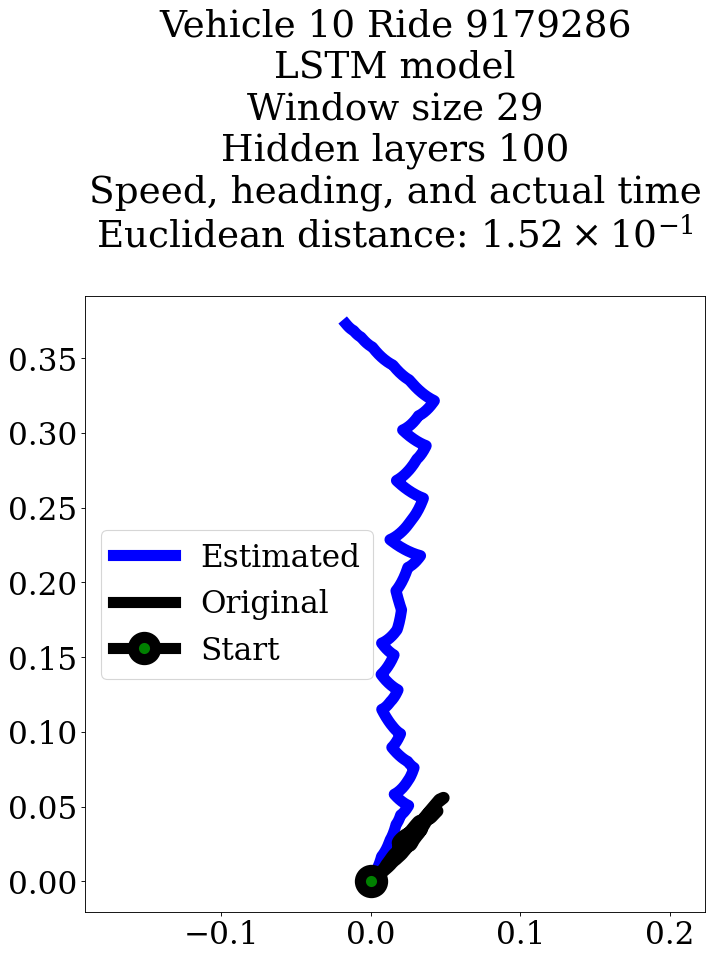 Vehicle 10 Ride 9179286
LSTM model
Window size 29
Hidden layers 100
Speed, heading, and actual time
Euclidean distance: 1.52 × 10⁻¹
0.35
0.30
0.25
0.20
0.15
0.10
0.05
0.00
Estimated
Original
Start
−0.1 0.0 0.1 0.2